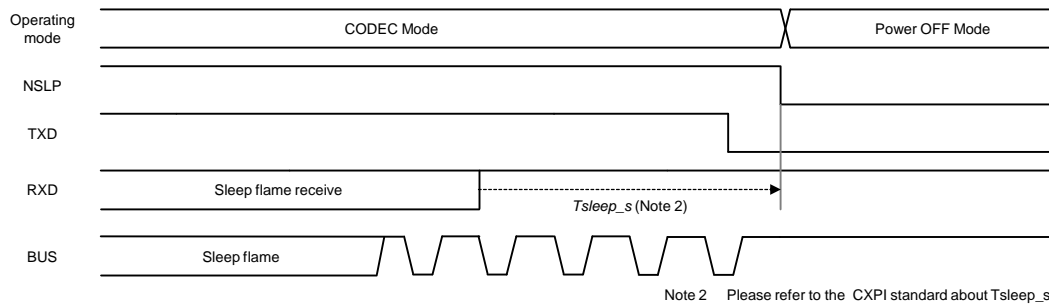 Operating
mode
CODEC Mode
Power OFF Mode
NSLP
TXD
RXD
Sleep flame receive
Tsleep_s (Note 2)
BUS
Sleep flame
Note 2 Please refer to the CXPI standard about Tsleep_s